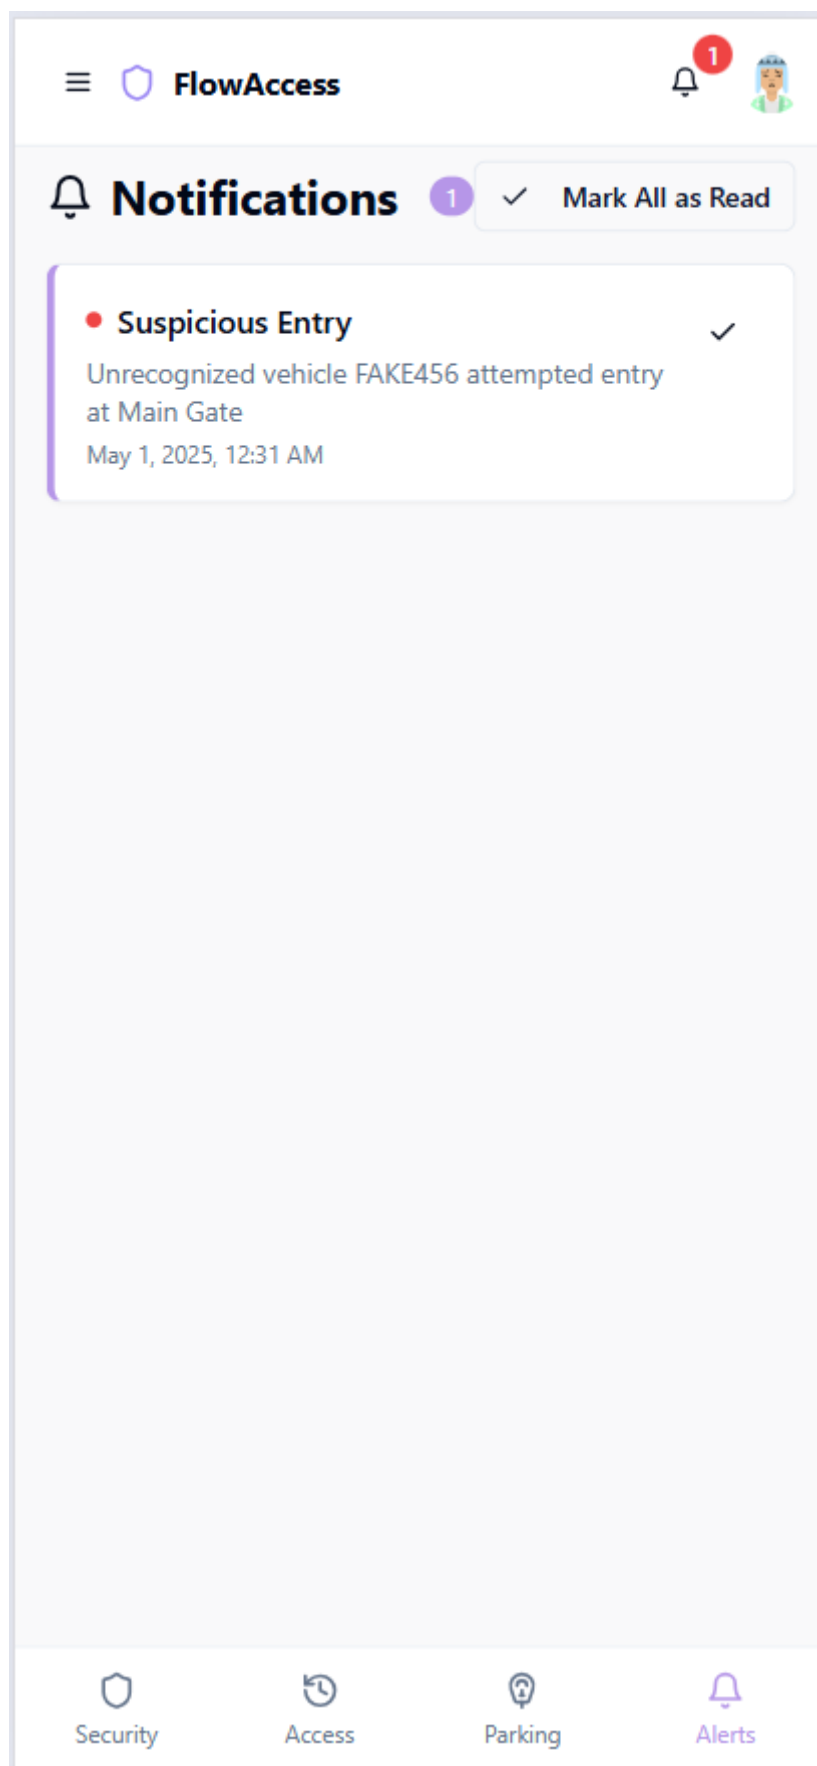 FlowAccess
1
Notifications
1
Mark All as Read
Suspicious Entry
Unrecognized vehicle FAKE456 attempted entry
at Main Gate
May 1, 2025, 12:31 AM
Security
Access
Parking
Alerts